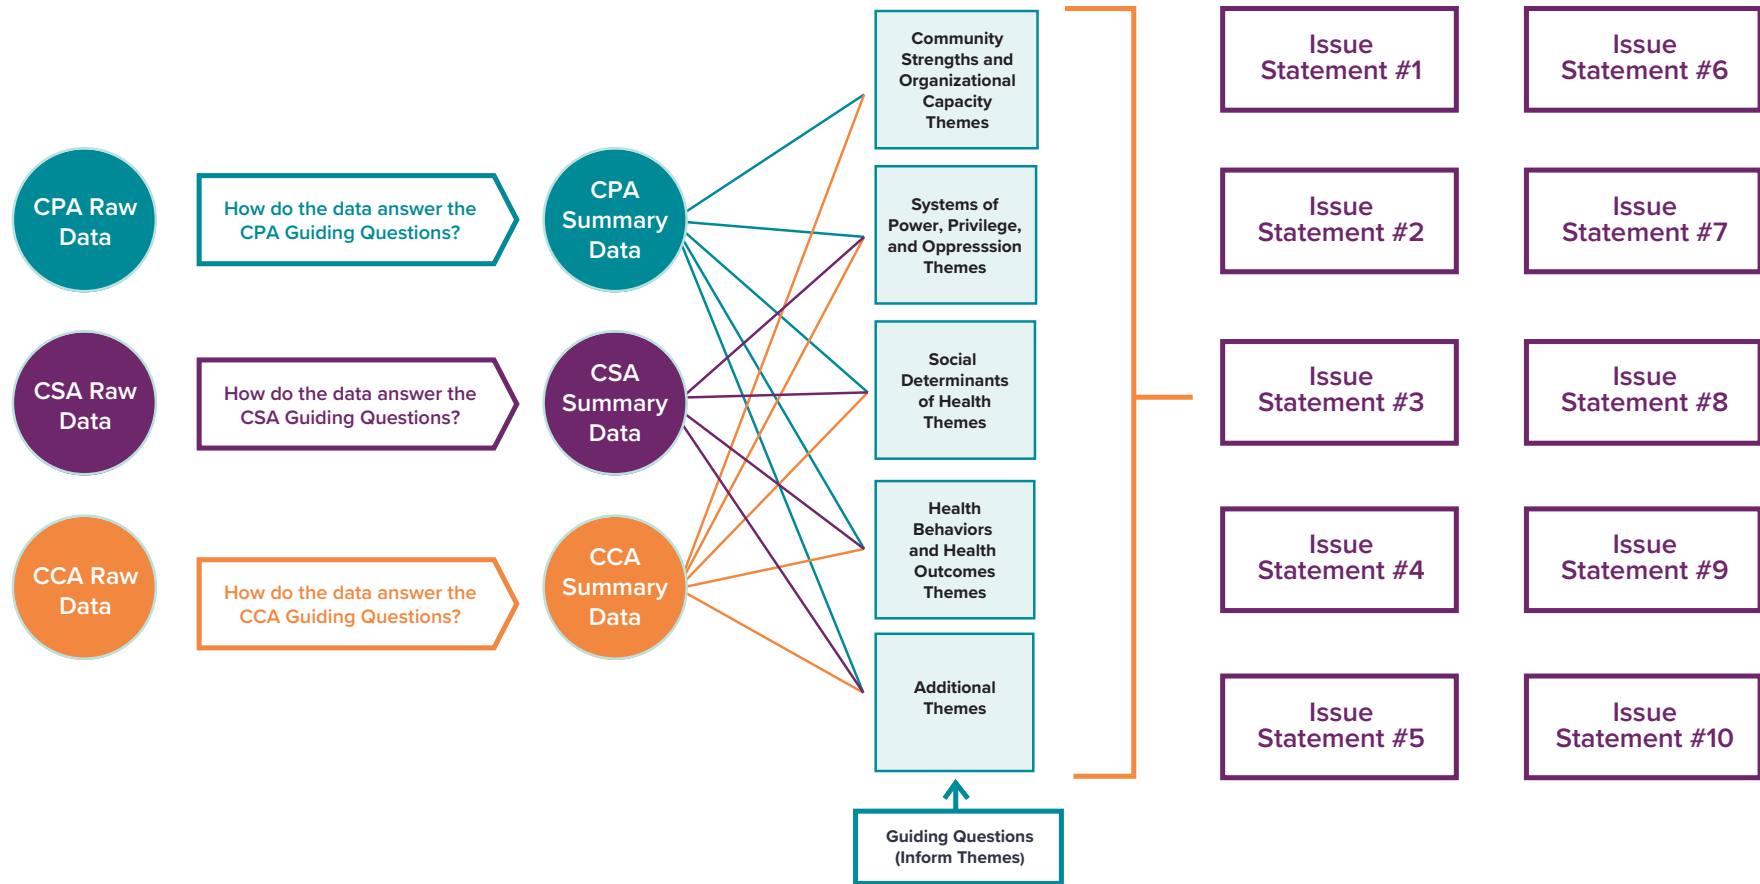 CPA Raw
Data
How do the data answer the
CPA Guiding Questions?
CPA
Summary
Data
CSA Raw
Data
How do the data answer the
CSA Guiding Questions?
CSA
Summary
Data
CCA Raw
Data
How do the data answer the
CCA Guiding Questions?
CCA
Summary
Data
Community
Strengths and
Organizational
Capacity
Themes
Systems of
Power, Privilege,
and Oppresssion
Themes
Social
Determinants
of Health
Themes
Health
Behaviors
and Health
Outcomes
Themes
Additional
Themes
Guiding Questions
(Inform Themes)
Issue
Statement #1
Issue
Statement #2
Issue
Statement #3
Issue
Statement #4
Issue
Statement #5
Issue
Statement #6
Issue
Statement #7
Issue
Statement #8
Issue
Statement #9
Issue
Statement #10